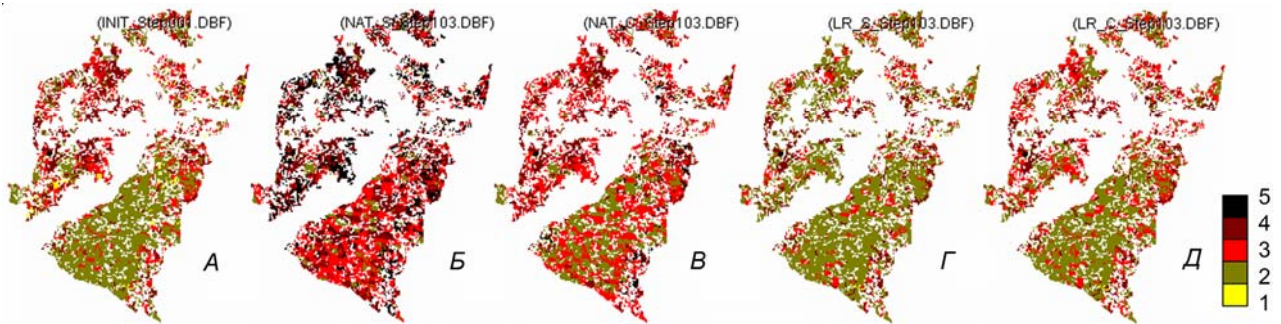 (INIT_Step001.DBF) (NAT_S_Step103.DBF) (NAT_C_Step103.DBF) (LR_S_Step103.DBF) (LR_C_Step103.DBF)
А Б В Г Д
5
4
3
2
1